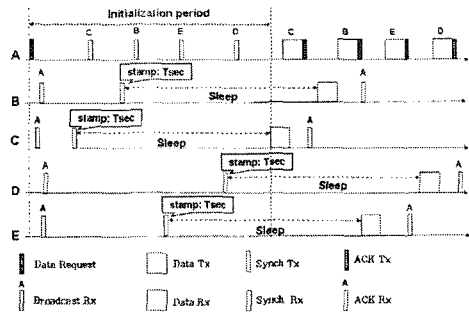 Initialization period
C B E D C B E D
A
A stamp: Tsec
B Sleep A
A stamp: Tsec
C Sleep A
A stamp: Tsec
D Sleep A
A stamp: Tsec
E Sleep A
Data Request Data Tx Synch Tx ACK Tx
A A
Broadcast Rx Data Rx Synch Rx ACK Rx